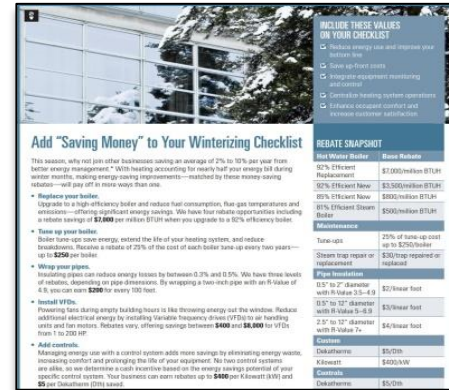 INCLUDE THESE VALUES
ON YOUR CHECKLIST
Reduce energy use and improve your
bottom line
Save up-front costs
Integrate equipment monitoring
and control
Centralize heating system operations
Enhance occupant comfort and
increase customer satisfaction
Add "Saving Money" to Your Winterizing Checklist
This season, why not join other businesses saving an average of 2% to 10% per year from
better energy management.* With heating accounting for nearly half your energy bill during
winter months, making energy-saving improvements—matched by these money-saving
rebates—will pay off in more ways than one.
• Replace your boiler.
Upgrade to a high-efficiency boiler and reduce fuel consumption, flue-gas temperatures and
emissions—offering significant energy savings. We have four rebate opportunities including
a rebate savings of $7,000 per million BTUH when you upgrade to a 92% efficiency boiler.
• Tune up your boiler.
Boiler tune-ups save energy, extend the life of your heating system, and reduce
breakdowns. Receive a rebate of 25% of the cost of each boiler tune-up every two years—
up to $250 per boiler.
• Wrap your pipes.
Insulating pipes can reduce energy losses by between 0.3% and 0.5%. We have three levels
of rebates, depending on pipe dimensions. By wrapping a two-inch pipe with an R-Value of
4.9, you can earn $200 for every 100 feet.
• Install VFDs.
Powering fans during empty building hours is like throwing energy out the window. Reduce
additional electrical energy by installing Variable frequency drives (VFDs) to air handling
units and fan motors. Rebates vary, offering savings between $400 and $8,000 for VFDs
from 1 to 200 HP.
• Add controls.
Managing energy use with a control system adds more savings by eliminating energy waste,
increasing comfort and prolonging the life of your equipment. No two control systems
are alike, so we determine a cash incentive based on the energy savings potential of your
specific control system. Your business can earn rebates up to $400 per Kilowatt (kW) and
$5 per Dekatherm (Dth) saved.
REBATE SNAPSHOT
Hot Water Boiler Base Rebate
92% Efficient
Replacement $7,000/million BTUH
92% Efficient New $3,500/million BTUH
85% Efficient New $800/million BTUH
81% Efficient Steam
Boiler $500/million BTUH
Maintenance
Tune-ups 25% of tune-up cost
up to $250/boiler
Steam trap repair or
replacement $30/trap repaired or
replaced
Pipe Insulation
0.5" to 2" diameter
with R-Value 3.5–4.9 $2/linear foot
0.5" to 12" diameter
with R-Value 5–6.9 $3/linear foot
2.5" to 12" diameter
with R-Value 7+ $4/linear foot
Custom
Dekatherms $5/Dth
Kilowatt $400/kW
Controls
Dekatherms $5/Dth